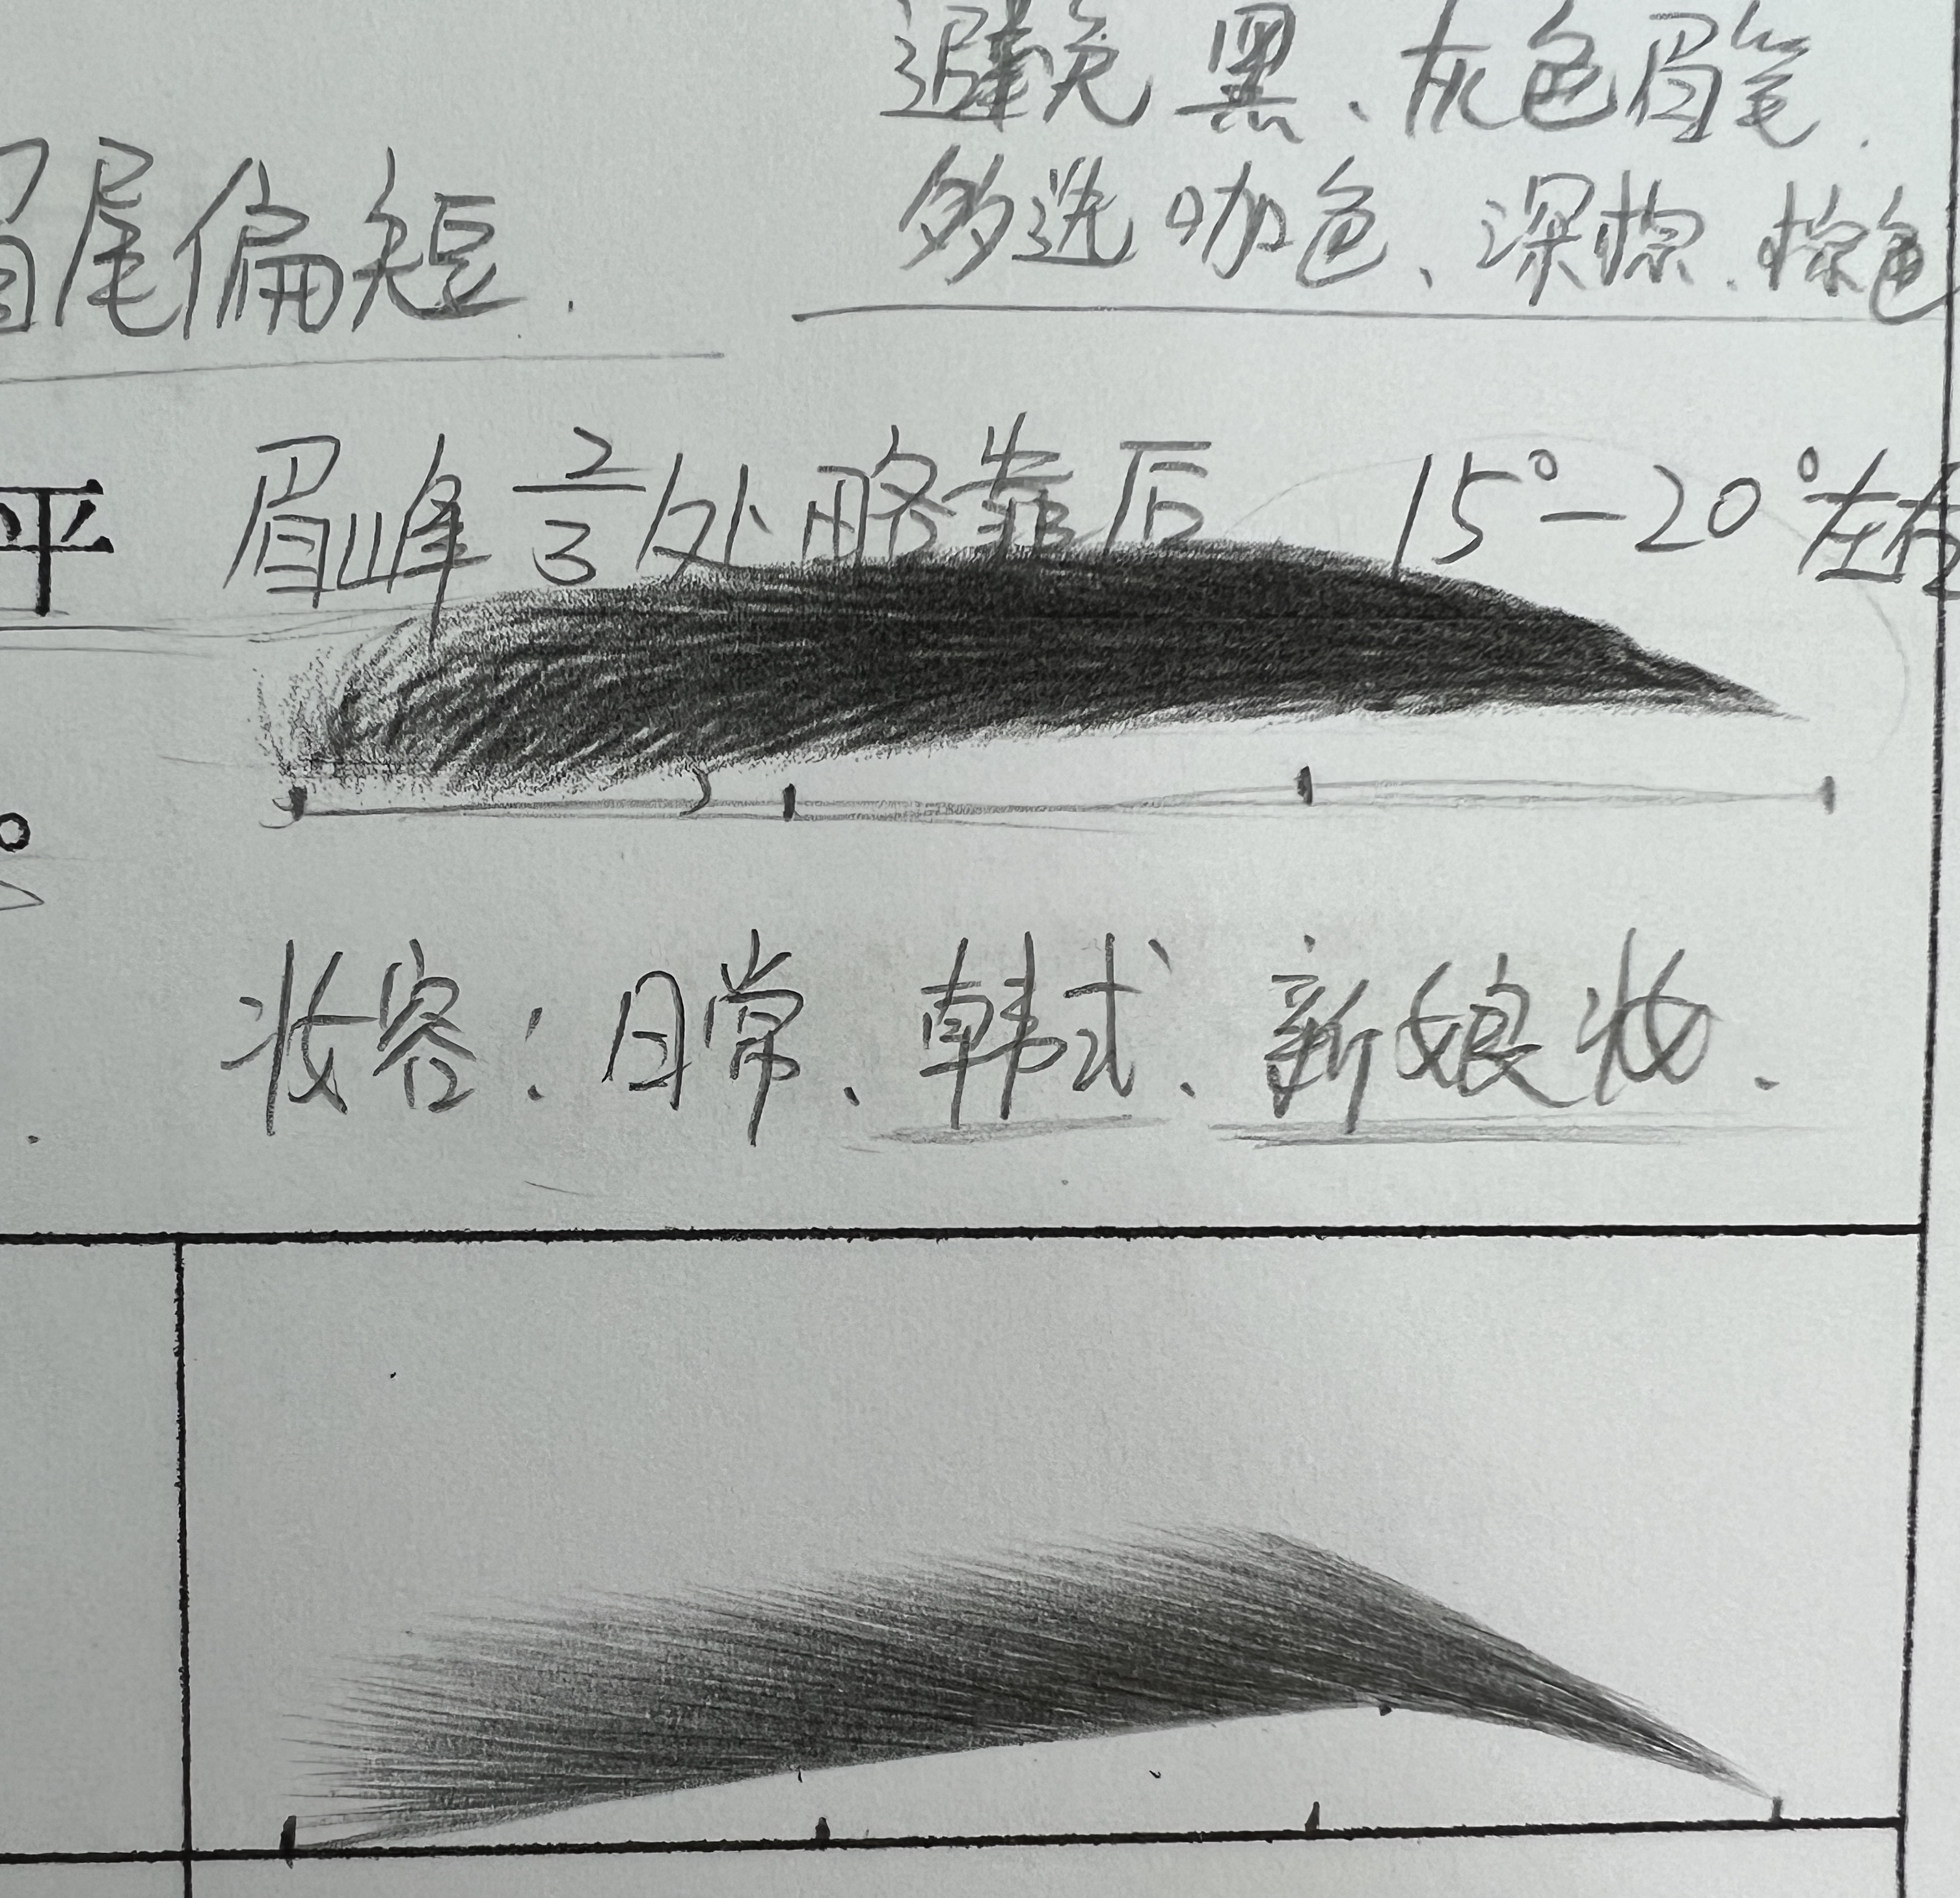 避免黑、灰色眉笔.
多选咖色、深棕、棕色
眉尾偏短.
平 眉峰2/3处略靠后 15°-20°左右
妆容:日常、韩式、新娘妆.